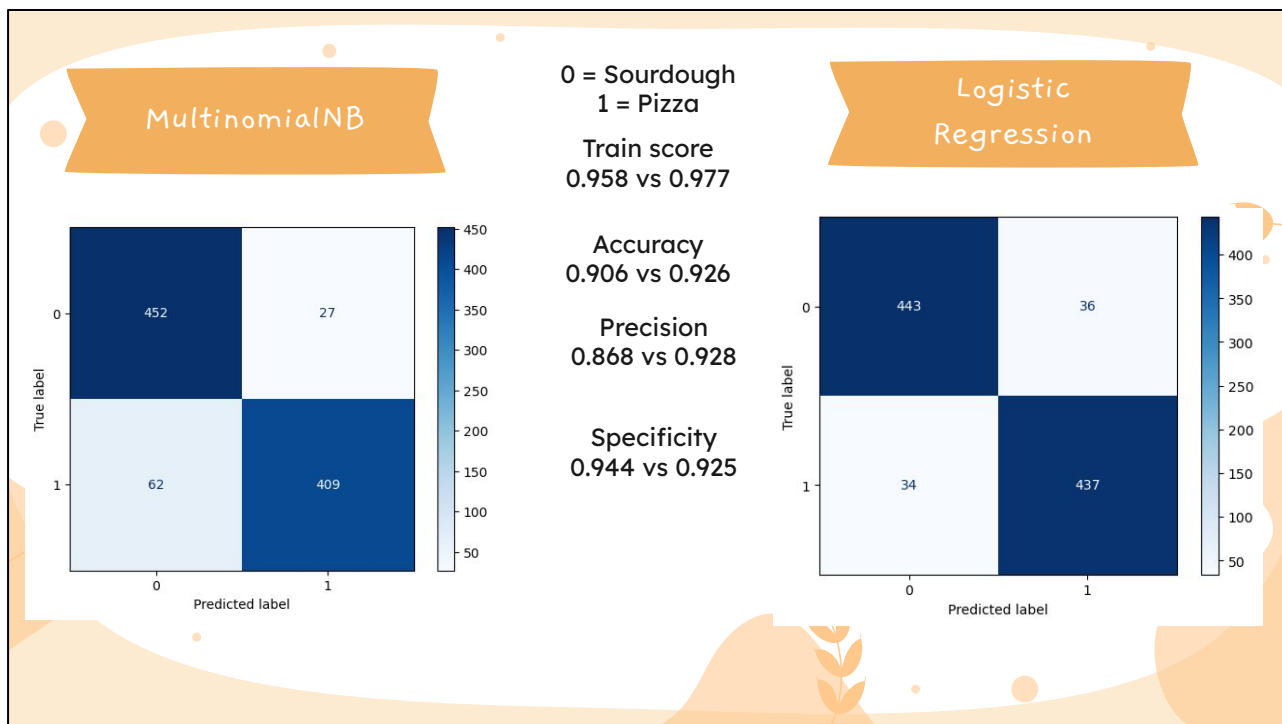 MultinomialNB
0 = Sourdough
1 = Pizza
Train score
0.958 vs 0.977
Accuracy
0.906 vs 0.926
Precision
0.868 vs 0.928
Specificity
0.944 vs 0.925
Logistic
Regression
450
400
350
300
250
200
150
100
50
0
1
452
27
62
409
True label
0
1
Predicted label
400
350
300
250
200
150
100
50
0
1
443
36
34
437
True label
0
1
Predicted label